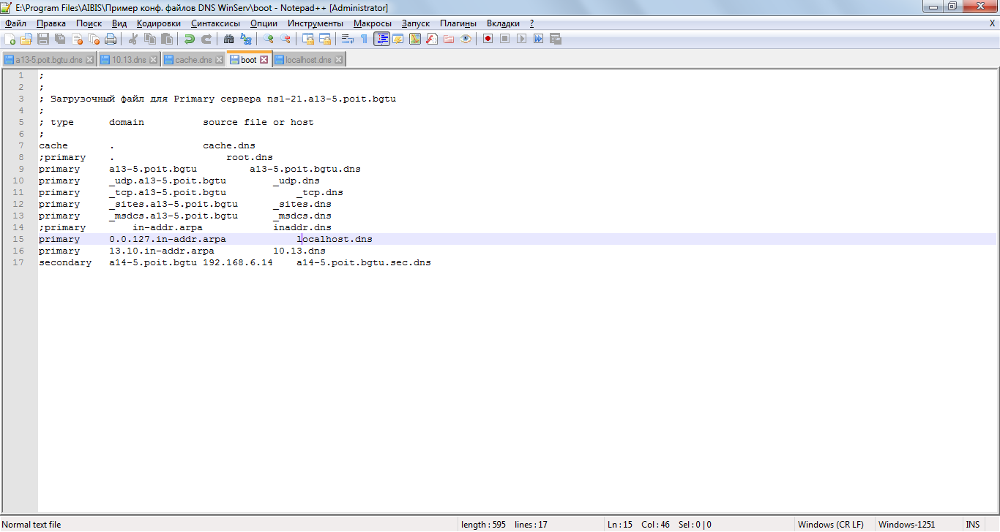 E:\Program Files\AIBIS\Пример конф. файлов DNS WinServ\boot - Notepad++ [Administrator]
Файл Правка Поиск Вид Кодировки Синтаксисы Опции Инструменты Макросы Запуск Плагины Вкладки ? X
a13-5.poit.bgtu.dns 10.13.dns cache.dns boot localhost.dns
1 ;
2 ;
3 ; Загрузочный файл для Primary сервера ns1-21.a13-5.poit.bgtu
4 ;
5 ; type domain source file or host
6 ;
7 cache . cache.dns
8 ;primary . root.dns
9 primary a13-5.poit.bgtu a13-5.poit.bgtu.dns
10 primary _udp.a13-5.poit.bgtu _udp.dns
11 primary _tcp.a13-5.poit.bgtu _tcp.dns
12 primary _sites.a13-5.poit.bgtu _sites.dns
13 primary _msdcs.a13-5.poit.bgtu _msdcs.dns
14 ;primary in-addr.arpa inaddr.dns
15 primary 0.0.127.in-addr.arpa localhost.dns
16 primary 13.10.in-addr.arpa 10.13.dns
17 secondary a14-5.poit.bgtu 192.168.6.14 a14-5.poit.bgtu.sec.dns
Normal text file length : 595 lines : 17 Ln : 15 Col : 46 Sel : 0 | 0 Windows (CR LF) Windows-1251 INS